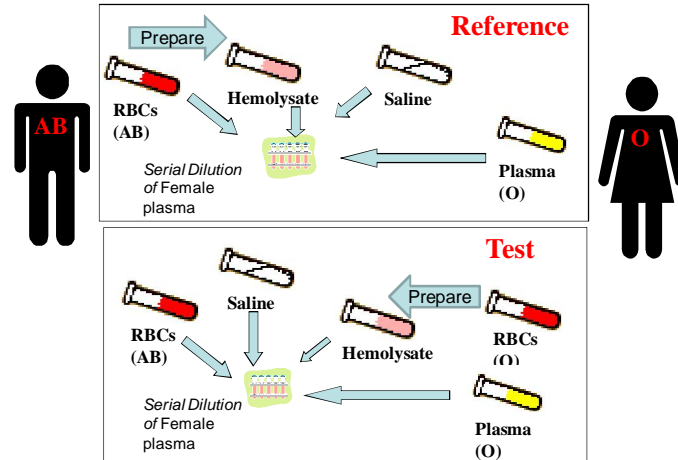 Reference
Prepare
RBCs
(AB)
Hemolysate
Saline
AB
O
Serial Dilution
of Female
plasma
Plasma
(O)
Test
Saline
Prepare
RBCs
(AB)
Hemolysate
RBCs
(O)
Serial Dilution
of Female
plasma
Plasma
(O)